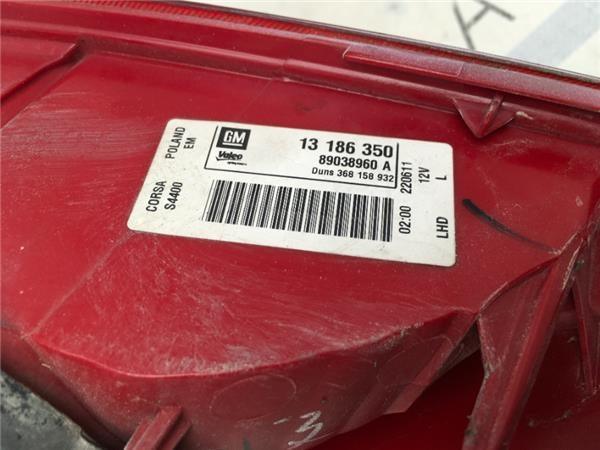 GM
13 186 350
Valeo
89038960 A
Duns 368 158 932
CORSA POLAND
S4400 EM
02:00 220611
LHD 12V L